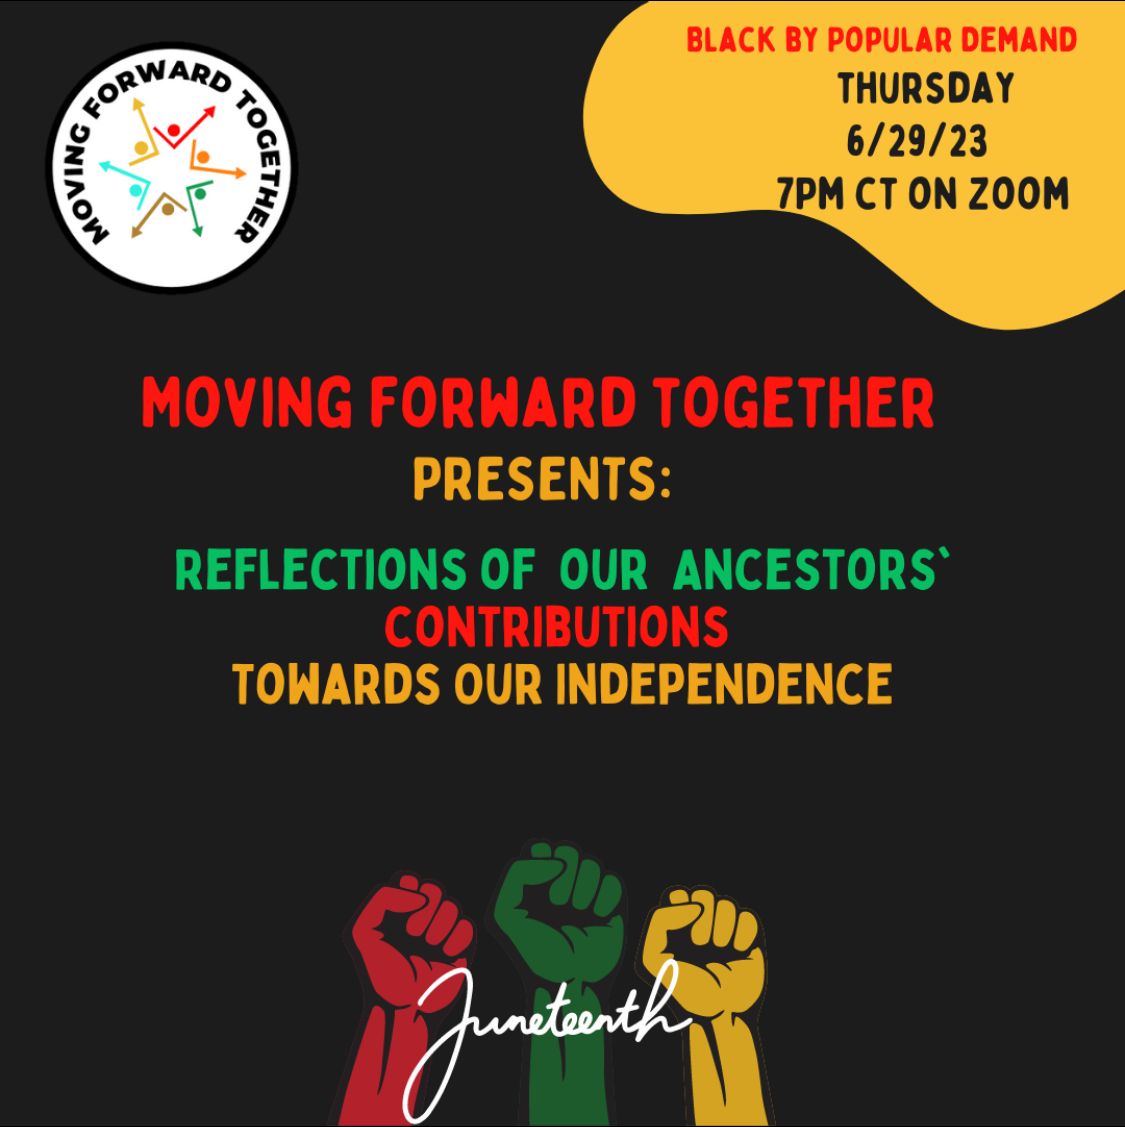 MOVING FORWARD TOGETHER
BLACK BY POPULAR DEMAND
THURSDAY
6/29/23
7PM CT ON ZOOM
MOVING FORWARD TOGETHER
PRESENTS:
REFLECTIONS OF OUR ANCESTORS`
CONTRIBUTIONS
TOWARDS OUR INDEPENDENCE
Juneteenth